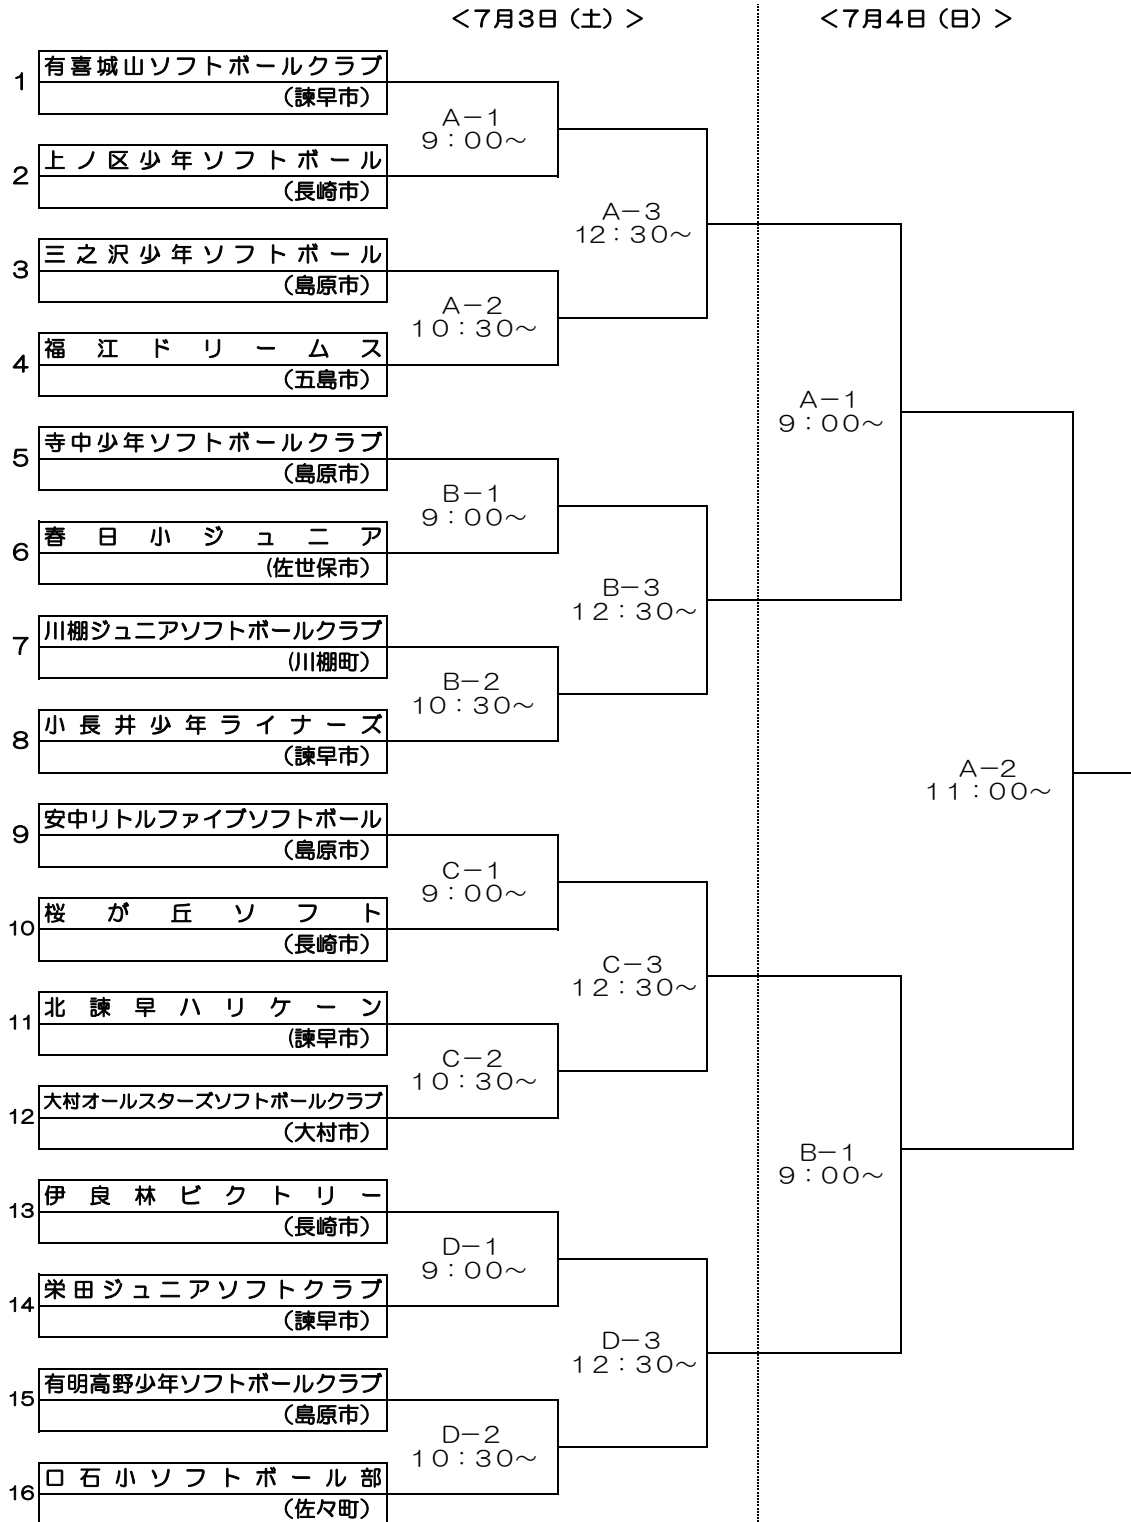 ＜７月３日（土）＞
＜７月４日（日）＞
1
有喜城山ソフトボールクラブ
（諫早市）
A－１
９：００～
2
上ノ区少年ソフトボール
（長崎市）
A－３
12：３０～
3
三之沢少年ソフトボール
（島原市）
A－２
１０：３０～
4
福江ドリームス
（五島市）
A－１
９：００～
5
寺中少年ソフトボールクラブ
（島原市）
B－１
９：００～
6
春日小ジュニア
(佐世保市）
B－３
１２：３０～
7
川棚ジュニアソフトボールクラブ
(川棚町）
B－２
１０：３０～
8
小長井少年ライナーズ
（諫早市）
A－２
１１：００～
9
安中リトルファイブソフトボール
（島原市）
C－１
９：００～
10
桜が丘ソフト
（長崎市）
C－３
１２：３０～
11
北諫早ハリケーン
(諫早市）
C－２
１０：３０～
12
大村オールスターズソフトボールクラブ
（大村市）
B－１
９：００～
13
伊良林ビクトリー
（長崎市）
D－１
９：００～
14
栄田ジュニアソフトクラブ
（諫早市）
D－３
１２：３０～
15
有明高野少年ソフトボールクラブ
（島原市）
D－２
１０：３０～
16
口石小ソフトボール部
（佐々町）